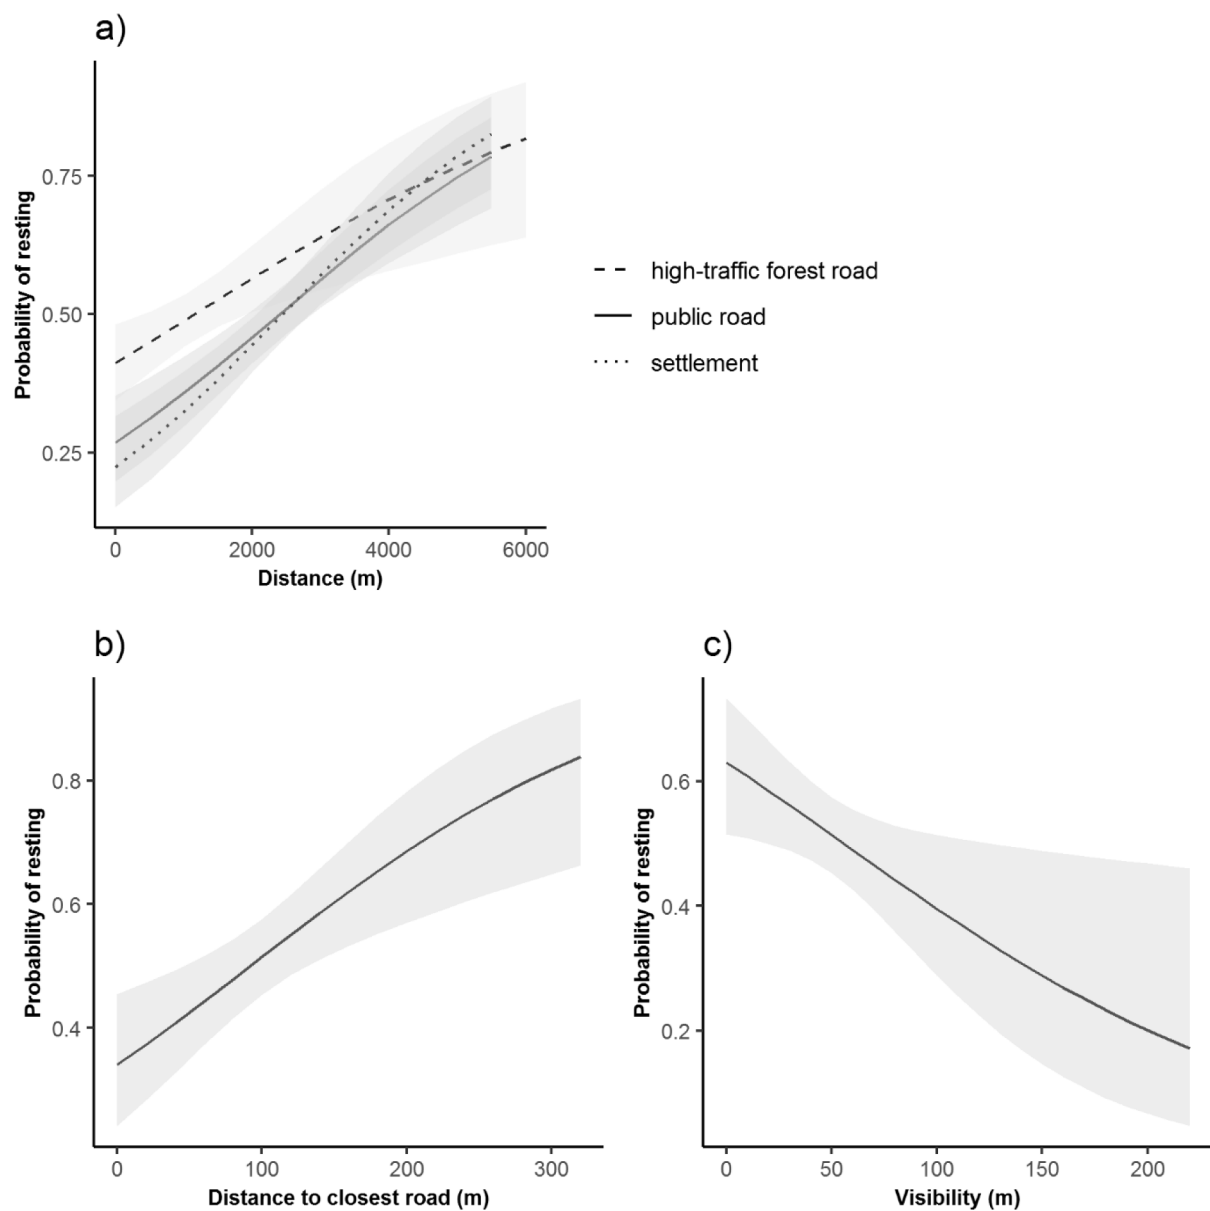 a)
Probability of resting
0.75
0.50
0.25
0 2000 4000 6000
Distance (m)
high-traffic forest road
public road
settlement
b)
Probability of resting
0.8
0.6
0.4
0 100 200 300
Distance to closest road (m)
c)
Probability of resting
0.6
0.4
0.2
0 50 100 150 200
Visibility (m)